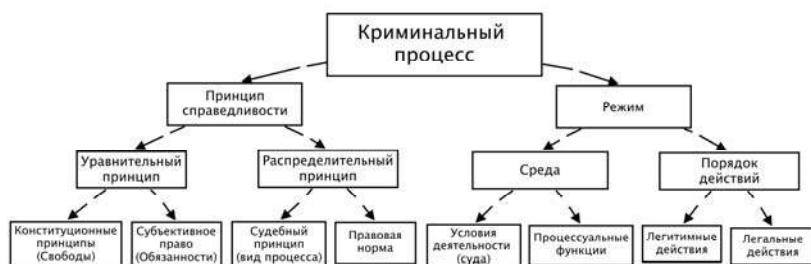 Криминальный
процесс
Принцип
справедливости
Режим
Уравнительный
принцип
Распределительный
принцип
Среда
Порядок
действий
Конституционные
принципы
(Свободы)
Субъективное
право
(Обязанности)
Судебный
принцип
(вид процесса)
Правовая
норма
Условия
деятельности
(суда)
Процессуальные
функции
Легитимные
действия
Легальные
действия